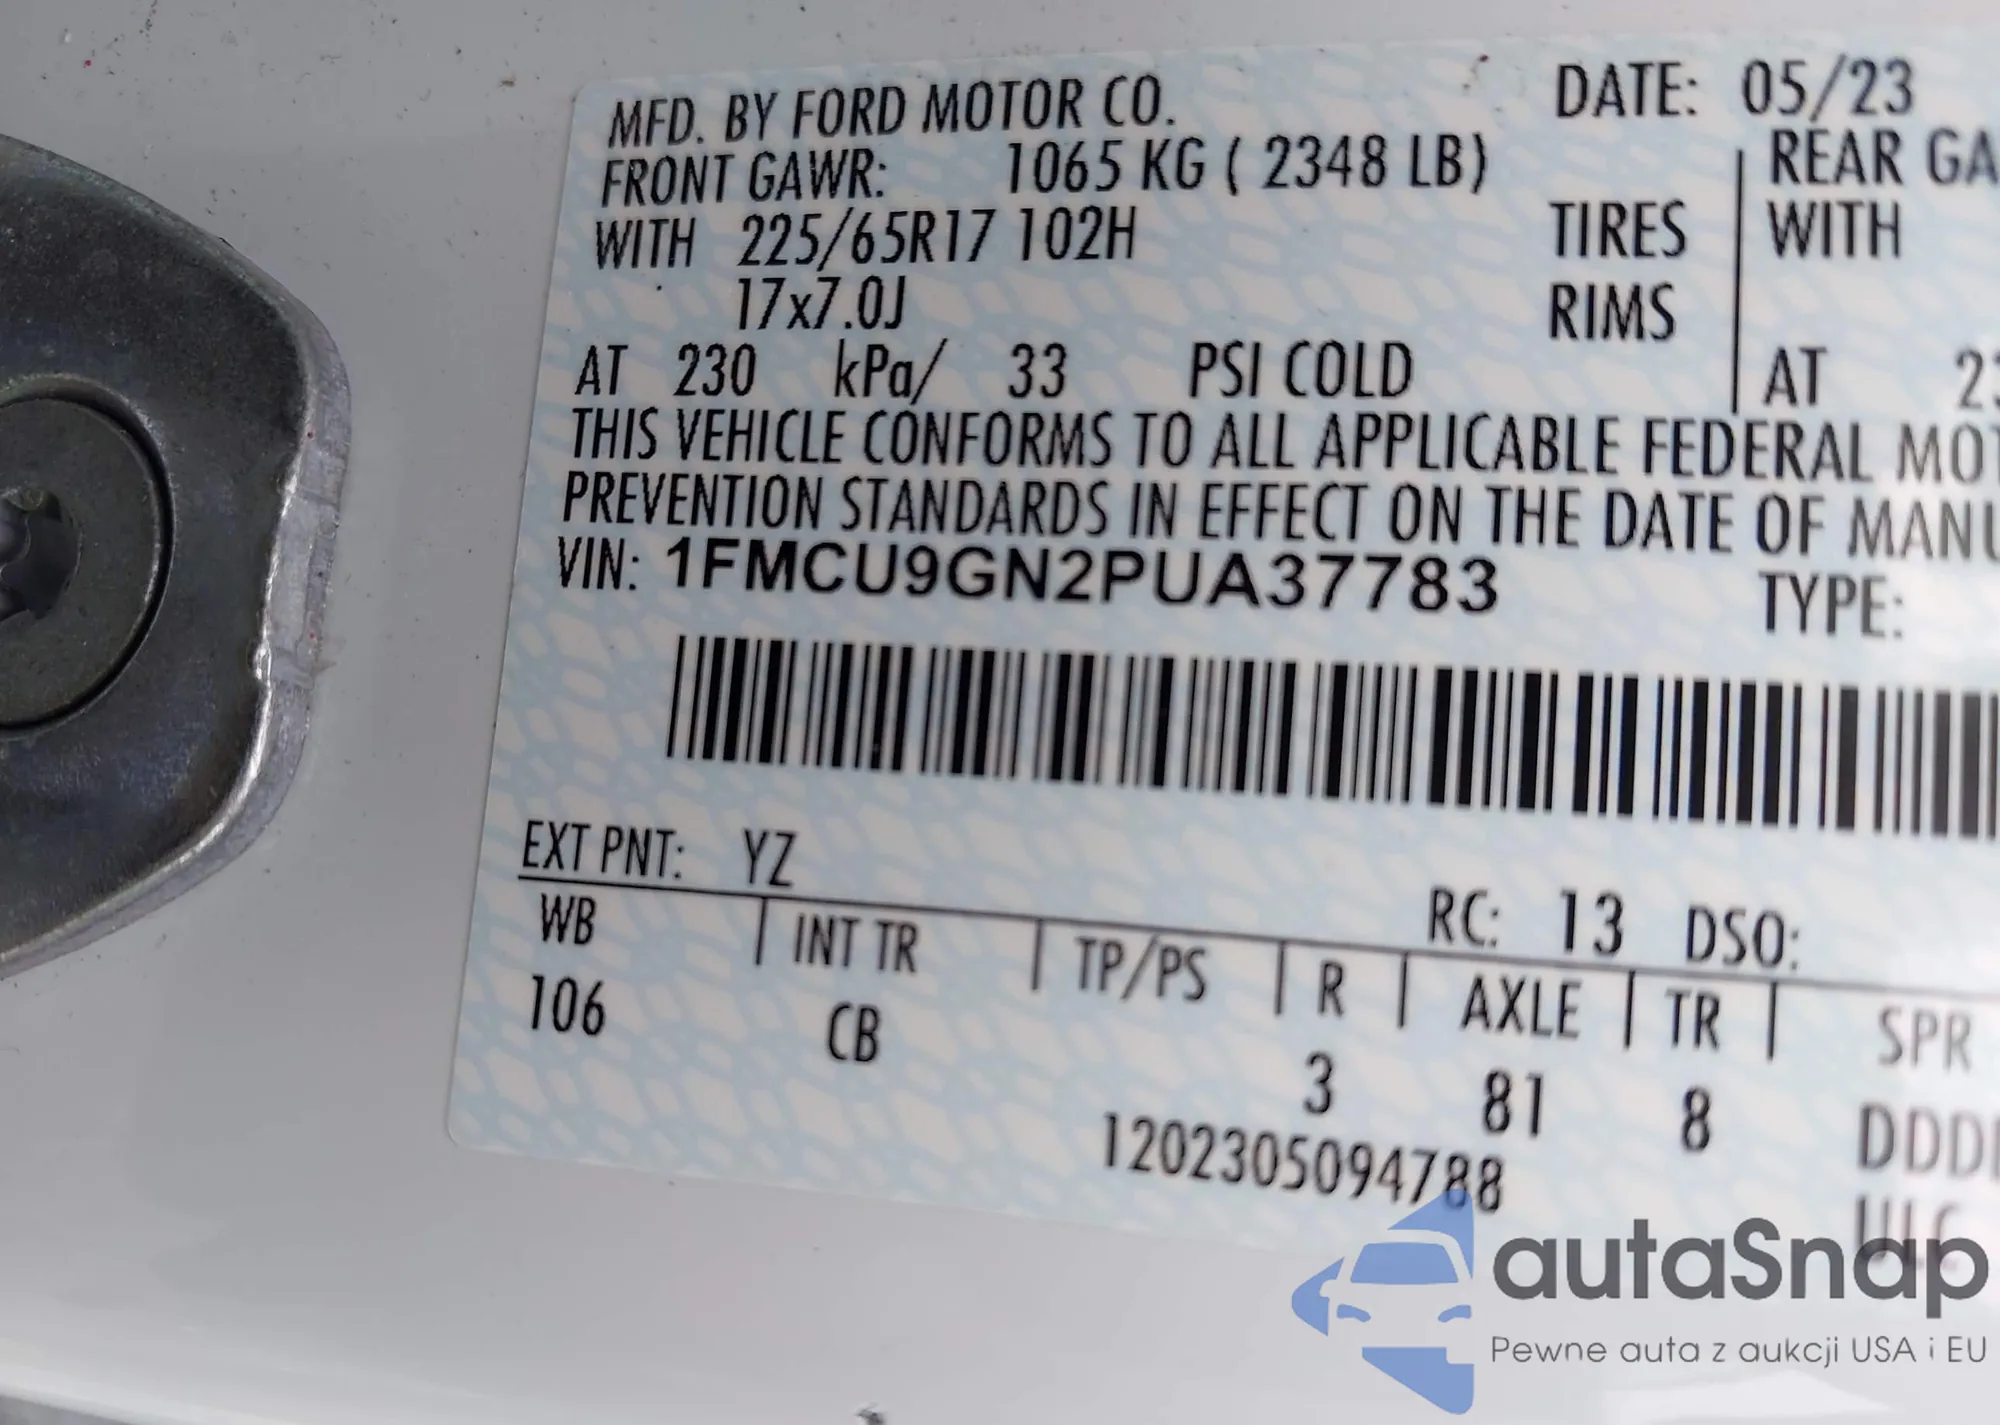 MFD. BY FORD MOTOR CO. DATE: 05/23
FRONT GAWR: 1065 KG ( 2348 LB) REAR
WITH 225/65R17 102H TIRES WITH
17x7.0J RIMS
AT 230 kPa/ 33 PSI COLD AT
THIS VEHICLE CONFORMS TO ALL APPLICABLE FEDERAL
PREVENTION STANDARDS IN EFFECT ON THE DATE OF
VIN: 1FMCU9GN2PUA37783 TYPE:
EXT PNT: YZ RC: 13 DSO:
WB INT TR TP/PS R AXLE TR SPR
106 CB 3 81 8
1202305094788
autaSnap
Pewne auta z aukcji USA i EU